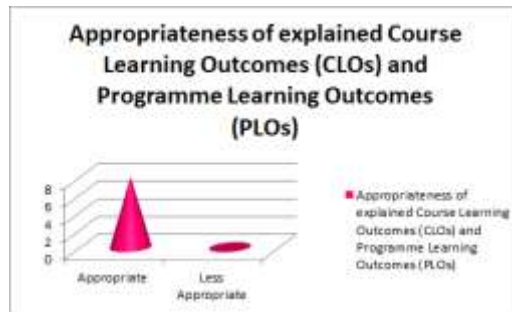 Appropriateness of explained Course
Learning Outcomes (CLOs) and
Programme Learning Outcomes
(PLOs)
8
6
4
2
0
Appropriate
Less
Appropriate
Appropriateness of
explained Course Learning
Outcomes (CLOs) and
Programme Learning
Outcomes (PLOs)